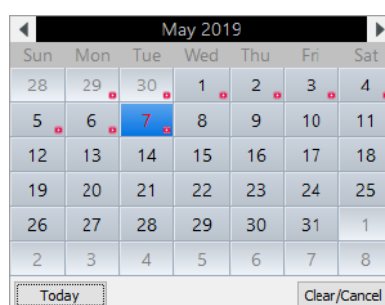 May 2019
Sun Mon Tue Wed Thu Fri Sat
28 29 30 1 2 3 4
5 6 7 8 9 10 11
12 13 14 15 16 17 18
19 20 21 22 23 24 25
26 27 28 29 30 31 1
2 3 4 5 6 7 8
Today Clear/Cancel